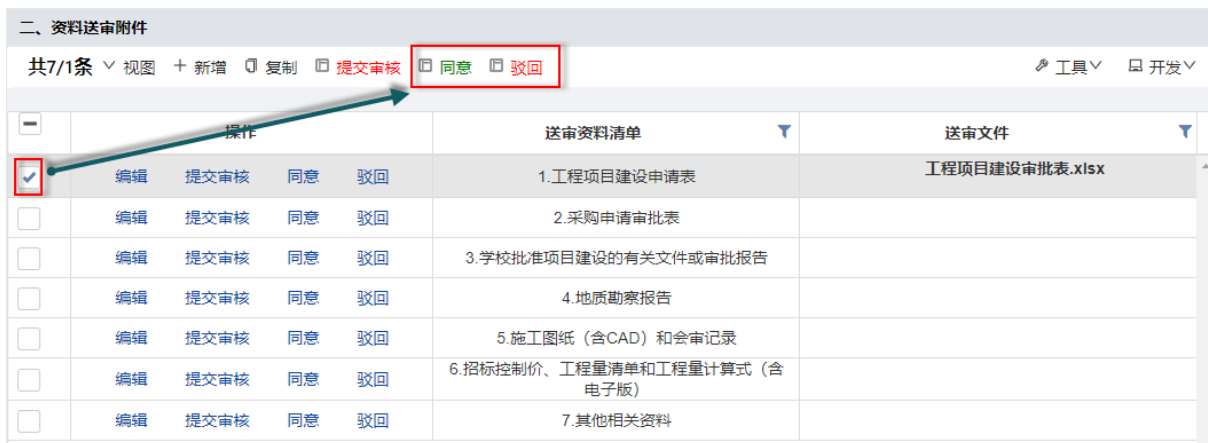 二、资料送审附件
共7/1条 视图 新增 复制 提交审核 同意 驳回 工具 开发
操作 送审资料清单 送审文件
编辑 提交审核 同意 驳回 1.工程项目建设申请表 工程项目建设审批表.xlsx
编辑 提交审核 同意 驳回 2.采购申请审批表
编辑 提交审核 同意 驳回 3.学校批准项目建设的有关文件或审批报告
编辑 提交审核 同意 驳回 4.地质勘察报告
编辑 提交审核 同意 驳回 5.施工图纸（含CAD）和会审记录
编辑 提交审核 同意 驳回 6.招标控制价、工程量清单和工程量计算式（含
电子版）
编辑 提交审核 同意 驳回 7.其他相关资料